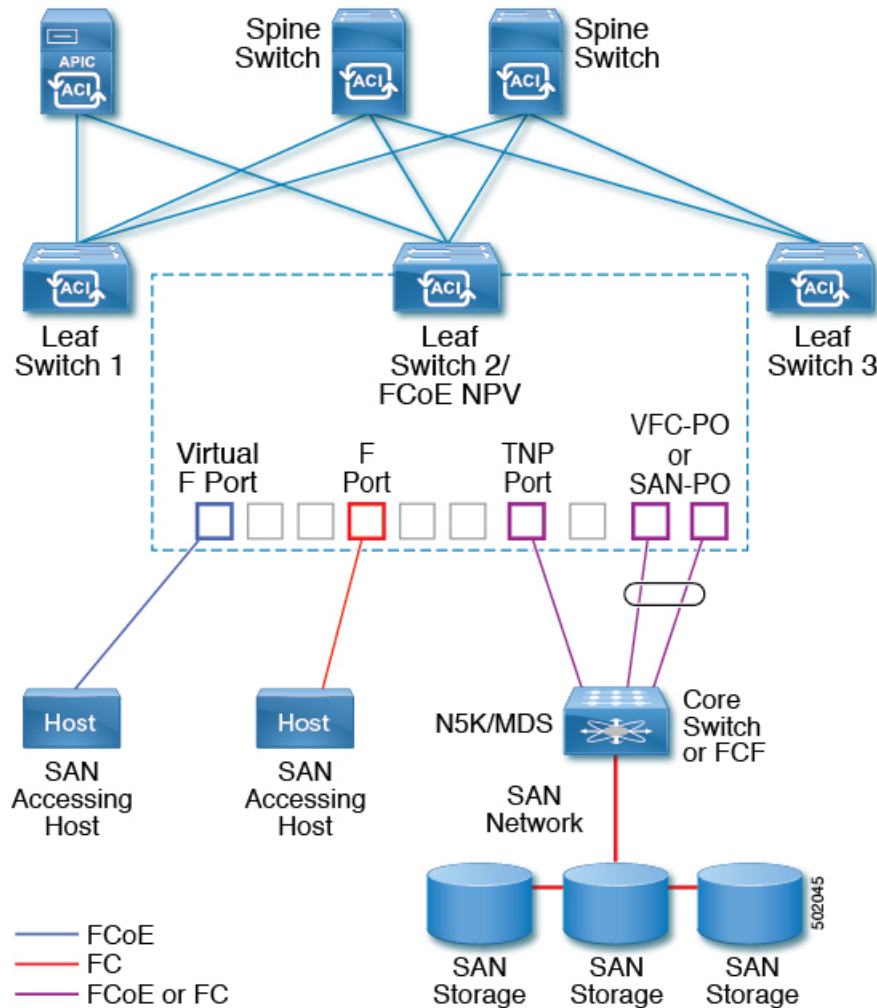 APIC
ACI
Spine
Switch
ACI
Spine
Switch
ACI
ACI
Leaf
Switch 1
ACI
Leaf
Switch 2/
FCoE NPV
ACI
Leaf
Switch 3
Virtual
F Port
F
Port
TNP
Port
VFC-PO
or
SAN-PO
Host
SAN
Accessing
Host
Host
SAN
Accessing
Host
N5K/MDS
Core
Switch
or FCF
SAN
Network
SAN
Storage
SAN
Storage
SAN
Storage
502045
FCoE
FC
FCoE or FC